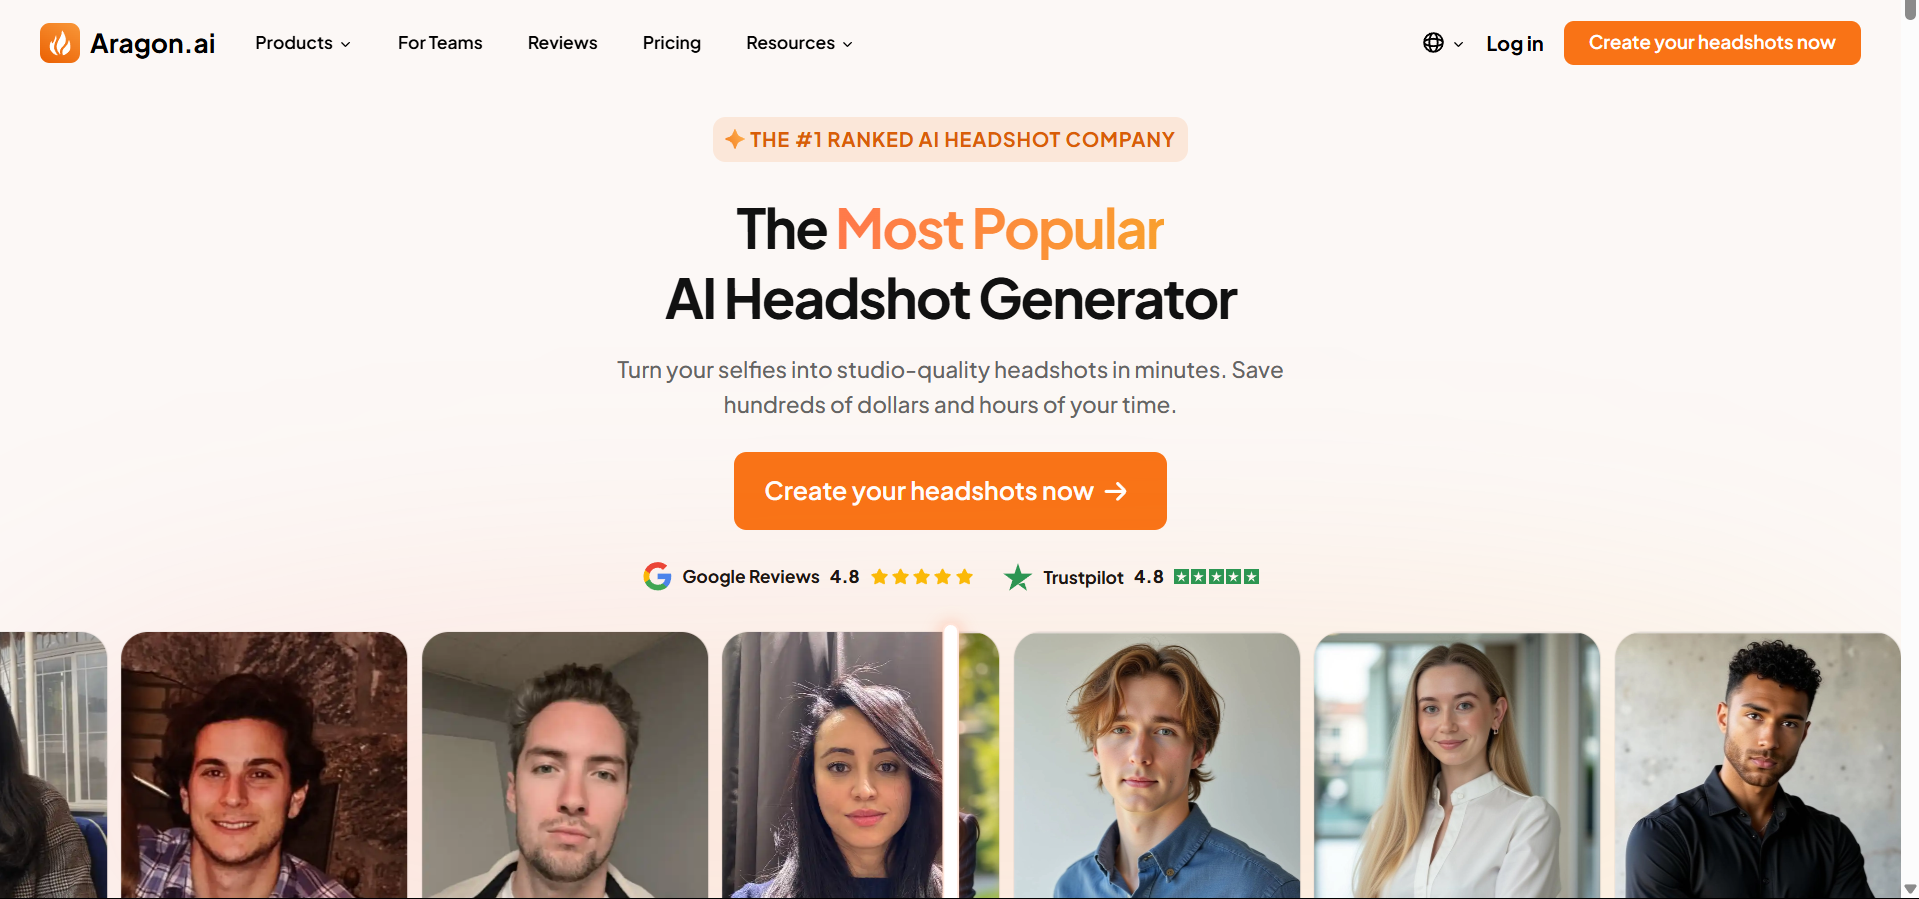 Aragon.ai
Products
For Teams
Reviews
Pricing
Resources
Log in
Create your headshots now
THE #1 RANKED AI HEADSHOT COMPANY
The Most Popular
AI Headshot Generator
Turn your selfies into studio-quality headshots in minutes. Save
hundreds of dollars and hours of your time.
Create your headshots now →
Google Reviews 4.8
Trustpilot 4.8